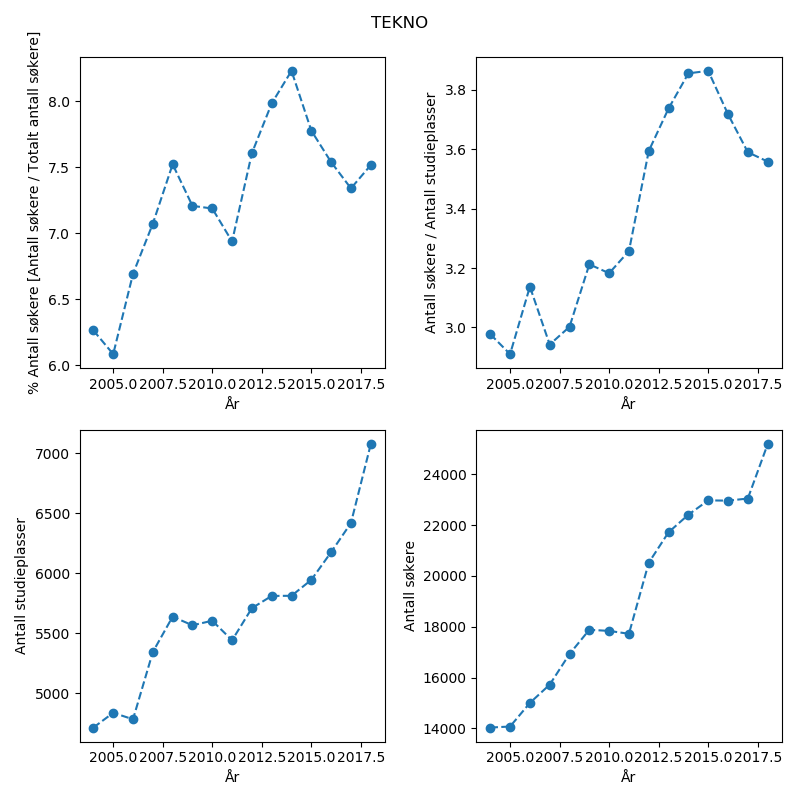 TEKNO
% Antall søkere [Antall søkere / Totalt antall søkere]
8.0
7.5
7.0
6.5
6.0
2005.0 2007.5 2010.0 2012.5 2015.0 2017.5
År
Antall søkere / Antall studieplasser
3.8
3.6
3.4
3.2
3.0
2005.0 2007.5 2010.0 2012.5 2015.0 2017.5
År
Antall studieplasser
7000
6500
6000
5500
5000
2005.0 2007.5 2010.0 2012.5 2015.0 2017.5
År
Antall søkere
24000
22000
20000
18000
16000
14000
2005.0 2007.5 2010.0 2012.5 2015.0 2017.5
År